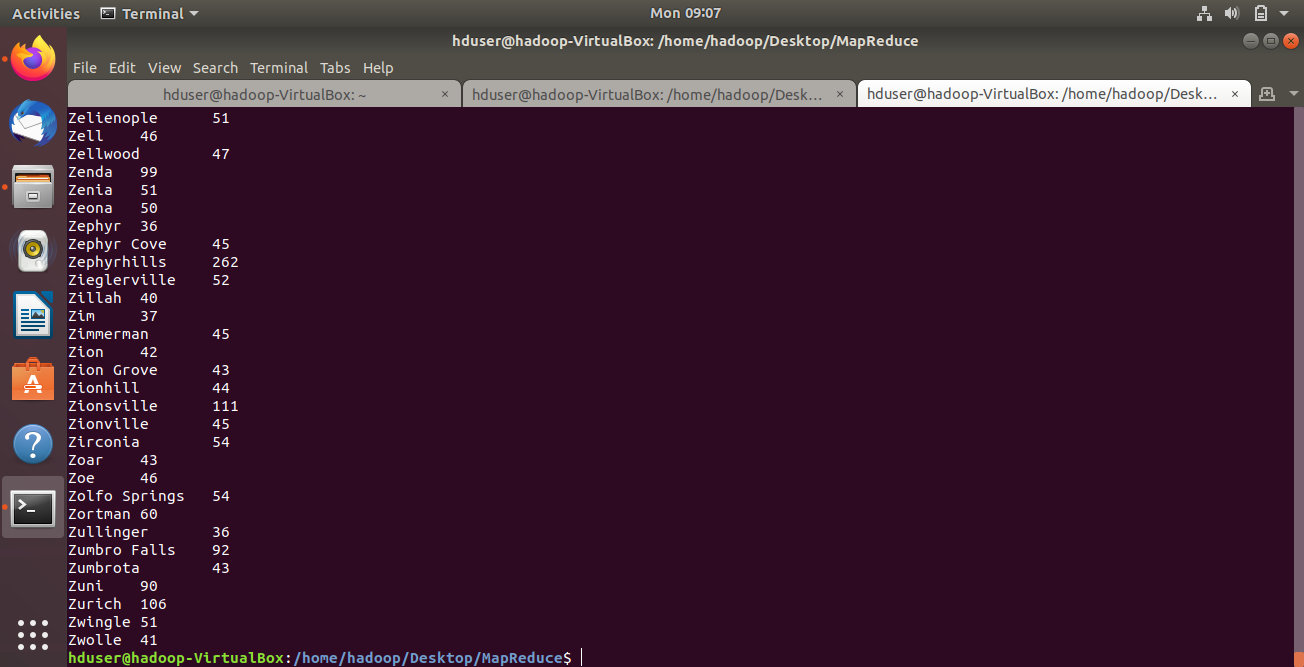 Activities Terminal Mon 09:07
hduser@hadoop-VirtualBox: /home/hadoop/Desktop/MapReduce
File Edit View Search Terminal Tabs Help
hduser@hadoop-VirtualBox: ~ × hduser@hadoop-VirtualBox: /home/hadoop/Desk... × hduser@hadoop-VirtualBox: /home/hadoop/Desk... ×
Zelienople 51
Zell 46
Zellwood 47
Zenda 99
Zenia 51
Zeona 50
Zephyr 36
Zephyr Cove 45
Zephyrhills 262
Zieglerville 52
Zillah 40
Zim 37
Zimmerman 45
Zion 42
Zion Grove 43
Zionhill 44
Zionsville 111
Zionville 45
Zirconia 54
Zoar 43
Zoe 46
Zolfo Springs 54
Zortman 60
Zullinger 36
Zumbro Falls 92
Zumbrota 43
Zuni 90
Zurich 106
Zwingle 51
Zwolle 41
hduser@hadoop-VirtualBox:/home/hadoop/Desktop/MapReduce$